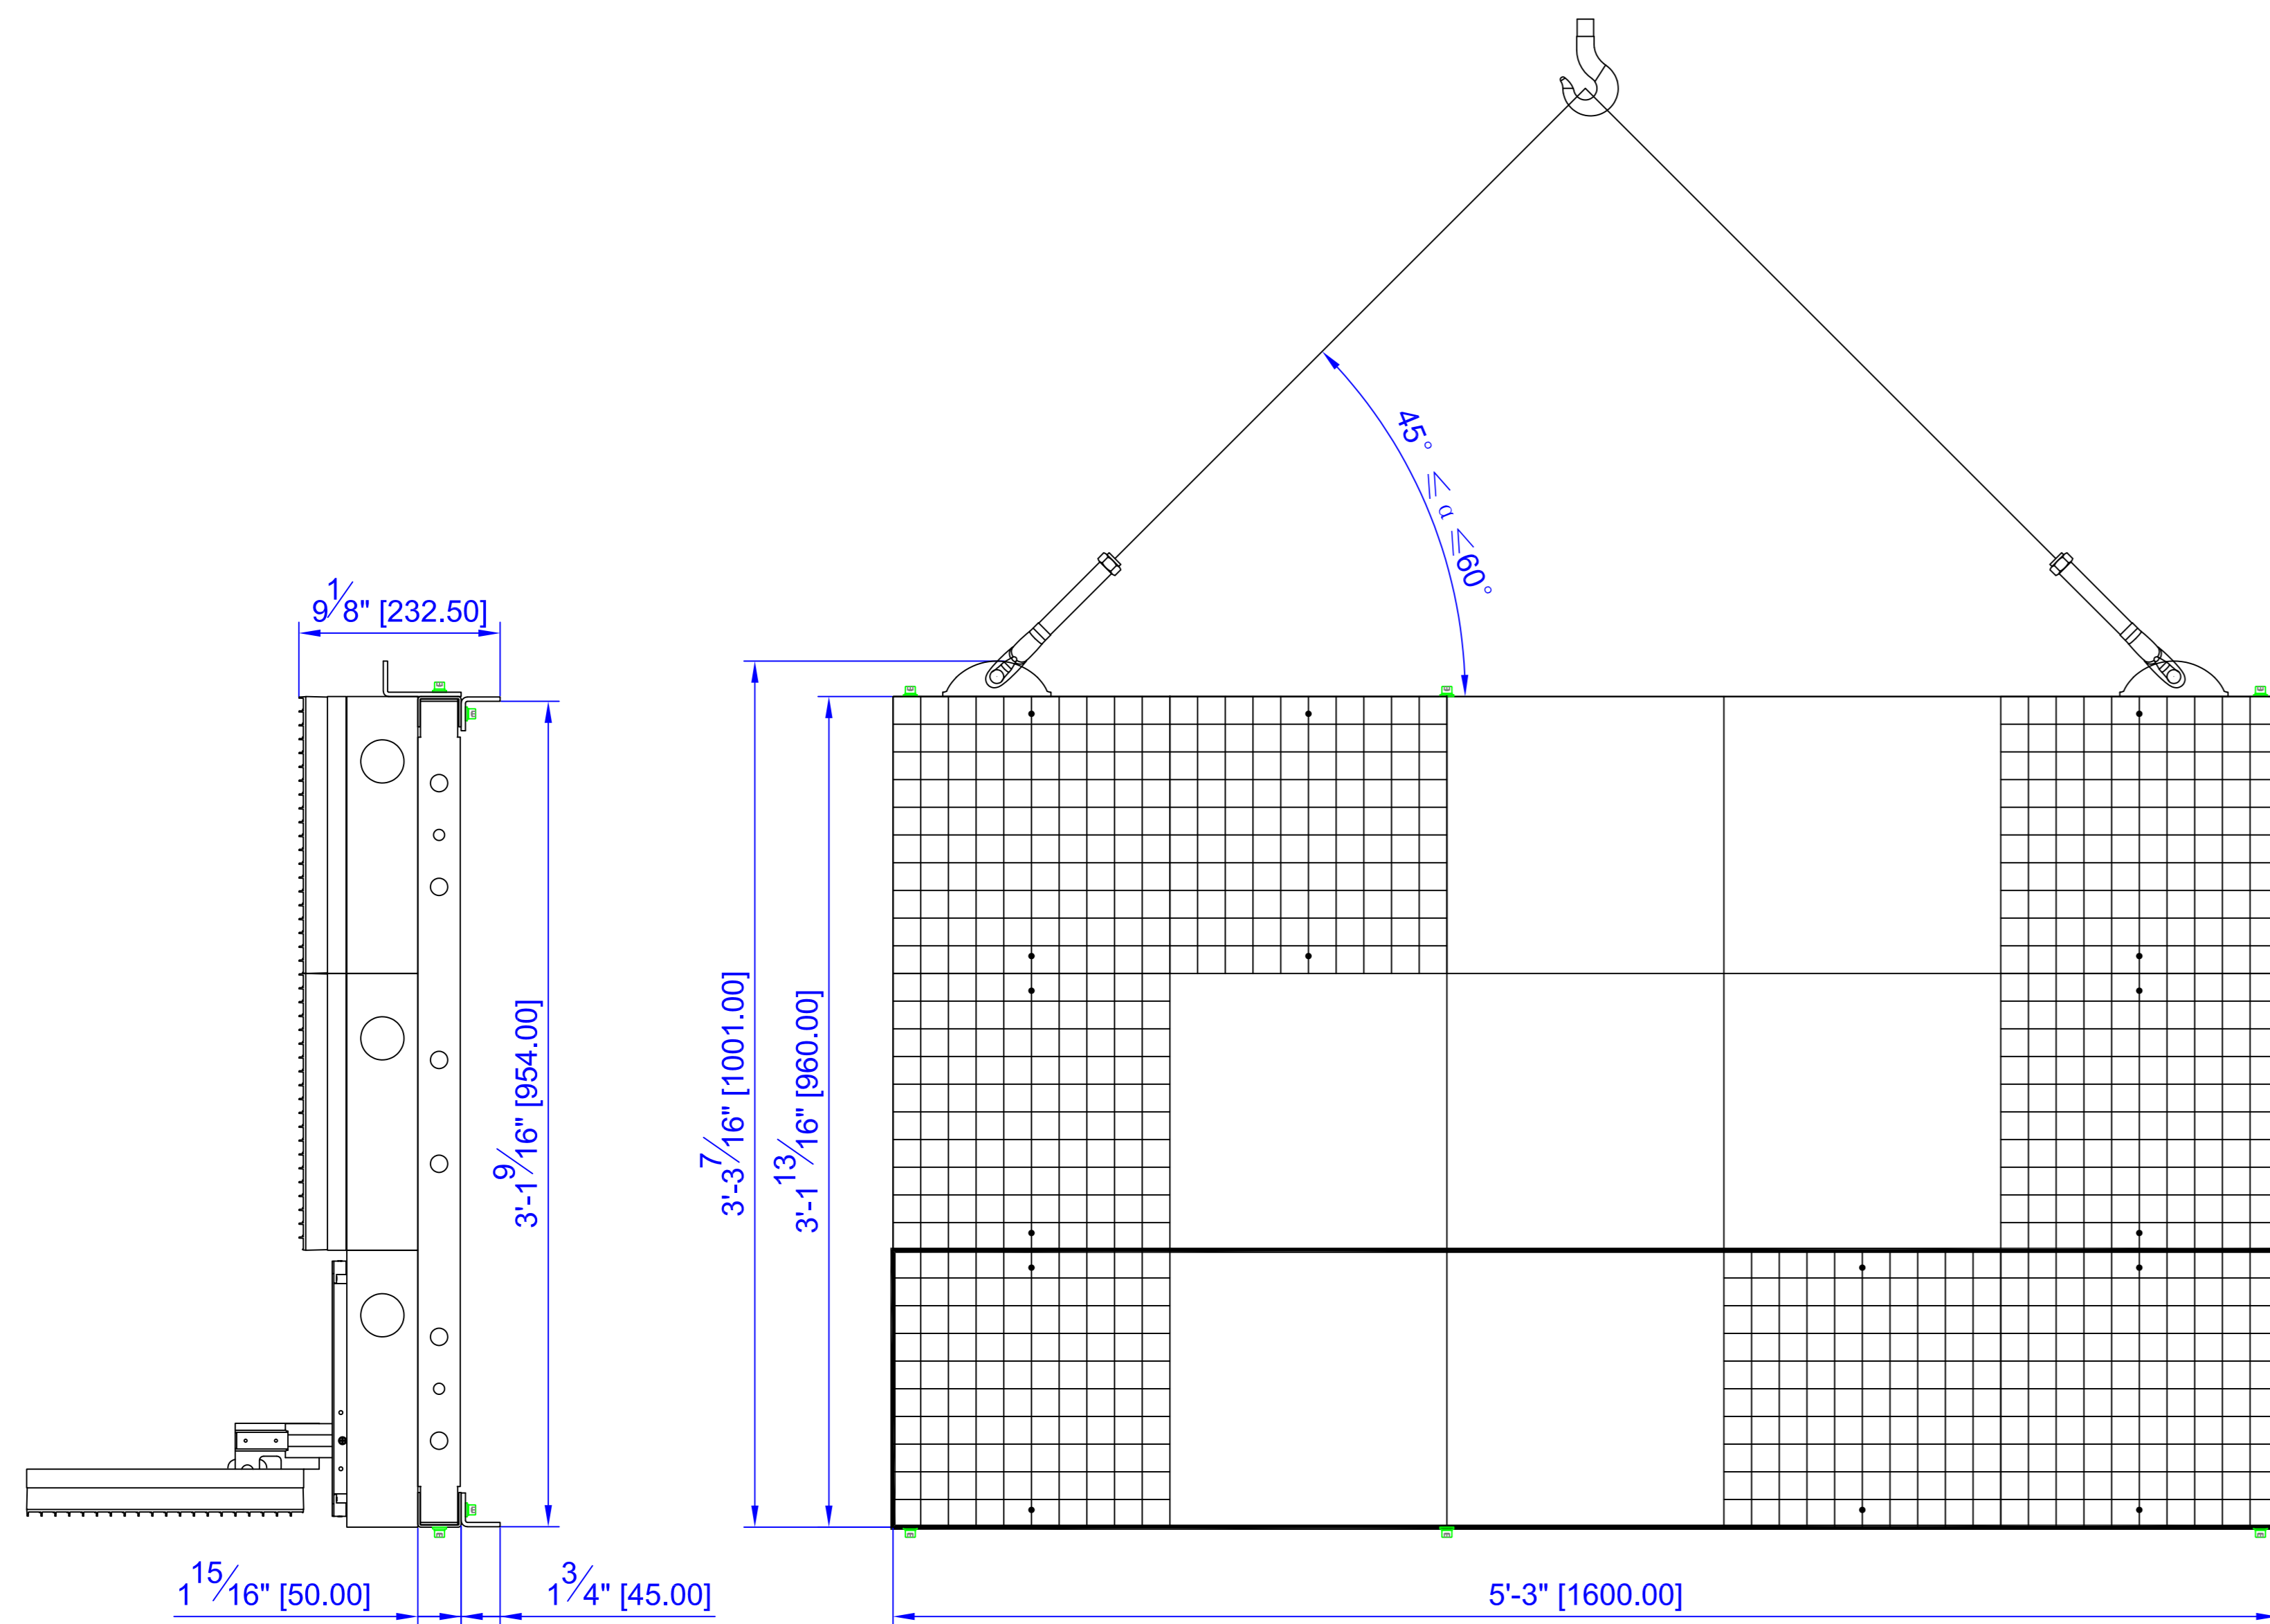 45° ≤ α ≤60°
9 1/8" [232.50]
3'-1 9/16" [954.00]
3'-3 7/16" [1001.00]
3'-1 13/16" [960.00]
1 15/16" [50.00]
1 3/4" [45.00]
5'-3" [1600.00]